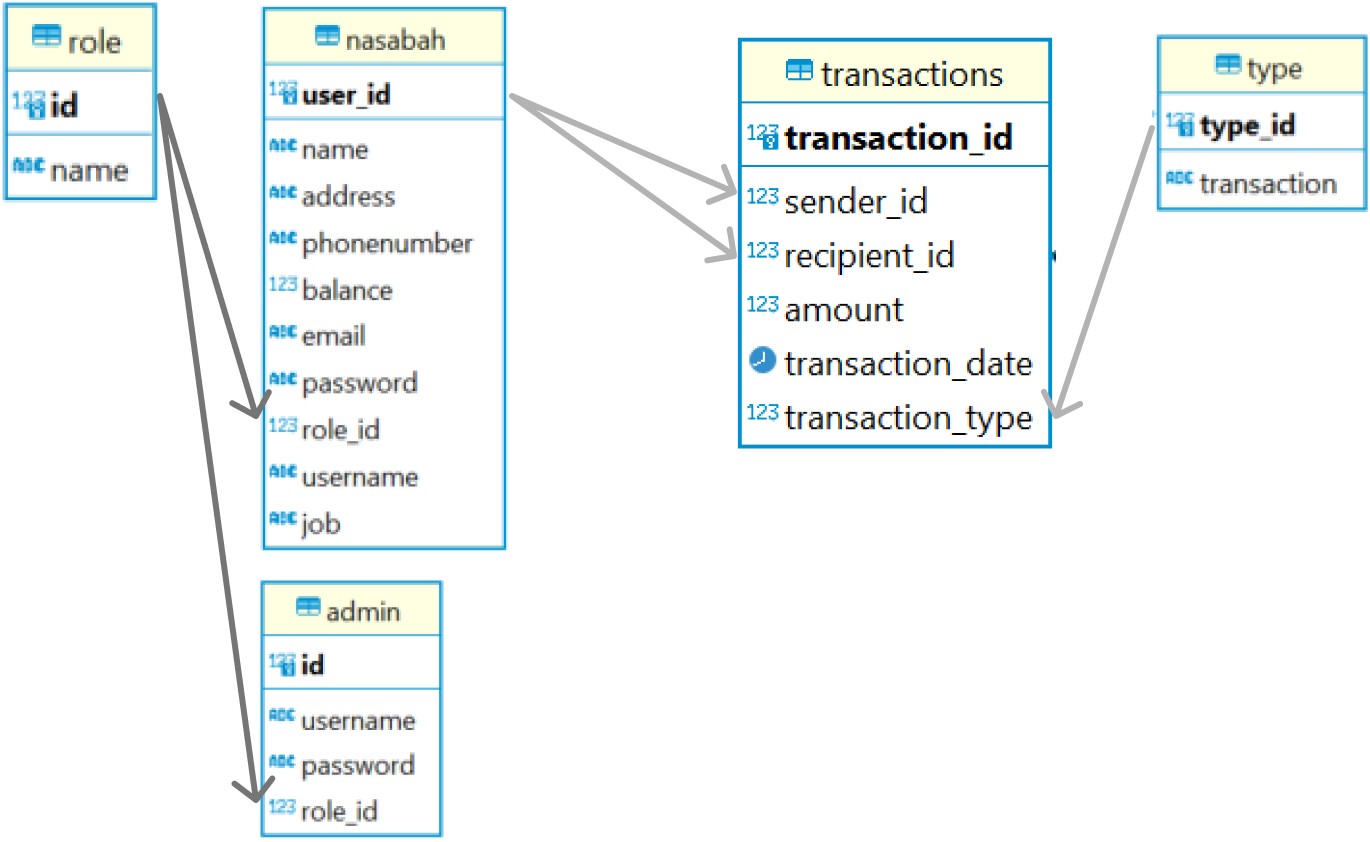 role
123 id
ABC name
nasabah
123 user_id
ABC name
ABC address
ABC phonenumber
123 balance
ABC email
ABC password
123 role_id
ABC username
ABC job
admin
123 id
ABC username
ABC password
123 role_id
transactions
123 transaction_id
123 sender_id
123 recipient_id
123 amount
transaction_date
123 transaction_type
type
123 type_id
ABC transaction